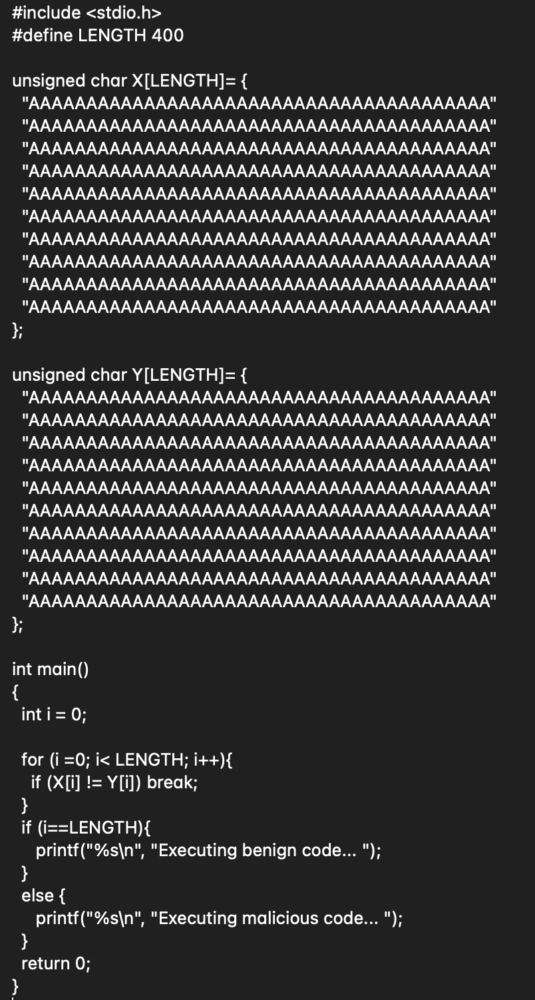 #include <stdio.h>
#define LENGTH 400
unsigned char X[LENGTH]= {
"AAAAAAAAAAAAAAAAAAAAAAAAAAAAAAAAAAAAAAAA"
"AAAAAAAAAAAAAAAAAAAAAAAAAAAAAAAAAAAAAAAA"
"AAAAAAAAAAAAAAAAAAAAAAAAAAAAAAAAAAAAAAAA"
"AAAAAAAAAAAAAAAAAAAAAAAAAAAAAAAAAAAAAAAA"
"AAAAAAAAAAAAAAAAAAAAAAAAAAAAAAAAAAAAAAAA"
"AAAAAAAAAAAAAAAAAAAAAAAAAAAAAAAAAAAAAAAA"
"AAAAAAAAAAAAAAAAAAAAAAAAAAAAAAAAAAAAAAAA"
"AAAAAAAAAAAAAAAAAAAAAAAAAAAAAAAAAAAAAAAA"
"AAAAAAAAAAAAAAAAAAAAAAAAAAAAAAAAAAAAAAAA"
"AAAAAAAAAAAAAAAAAAAAAAAAAAAAAAAAAAAAAAAA"
};
unsigned char Y[LENGTH]= {
"AAAAAAAAAAAAAAAAAAAAAAAAAAAAAAAAAAAAAAAA"
"AAAAAAAAAAAAAAAAAAAAAAAAAAAAAAAAAAAAAAAA"
"AAAAAAAAAAAAAAAAAAAAAAAAAAAAAAAAAAAAAAAA"
"AAAAAAAAAAAAAAAAAAAAAAAAAAAAAAAAAAAAAAAA"
"AAAAAAAAAAAAAAAAAAAAAAAAAAAAAAAAAAAAAAAA"
"AAAAAAAAAAAAAAAAAAAAAAAAAAAAAAAAAAAAAAAA"
"AAAAAAAAAAAAAAAAAAAAAAAAAAAAAAAAAAAAAAAA"
"AAAAAAAAAAAAAAAAAAAAAAAAAAAAAAAAAAAAAAAA"
"AAAAAAAAAAAAAAAAAAAAAAAAAAAAAAAAAAAAAAAA"
"AAAAAAAAAAAAAAAAAAAAAAAAAAAAAAAAAAAAAAAA"
};
int main()
{
int i = 0;
for (i =0; i< LENGTH; i++){
if (X[i] != Y[i]) break;
}
if (i==LENGTH){
printf("%s\n", "Executing benign code... ");
}
else {
printf("%s\n", "Executing malicious code... ");
}
return 0;
}